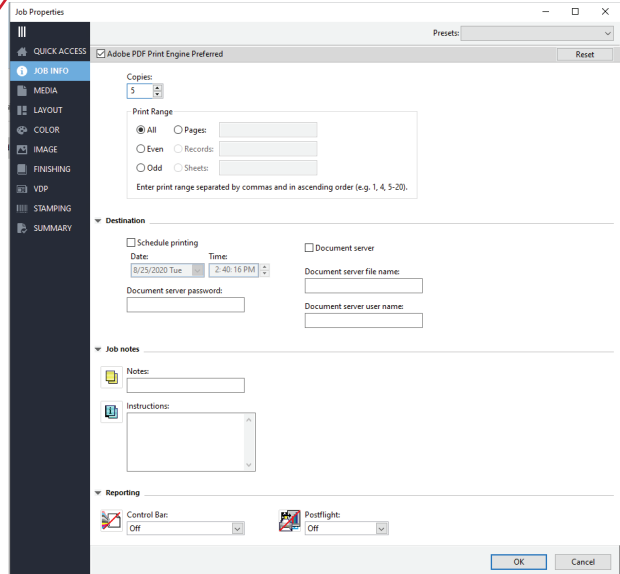 Job Properties
Presets:
QUICK ACCESS
Adobe PDF Print Engine Preferred
Reset
JOB INFO
MEDIA
LAYOUT
COLOR
IMAGE
FINISHING
VDP
STAMPING
SUMMARY
Copies:
5
Print Range
All
Pages:
Even
Records:
Odd
Sheets:
Enter print range separated by commas and in ascending order (e.g. 1, 4, 5-20).
Destination
Schedule printing
Document server
Date:
Time:
8/25/2020 Tue
2: 40: 16 PM
Document server file name:
Document server password:
Document server user name:
Job notes
Notes:
Instructions:
Reporting
Control Bar:
Off
Postflight:
Off
OK
Cancel